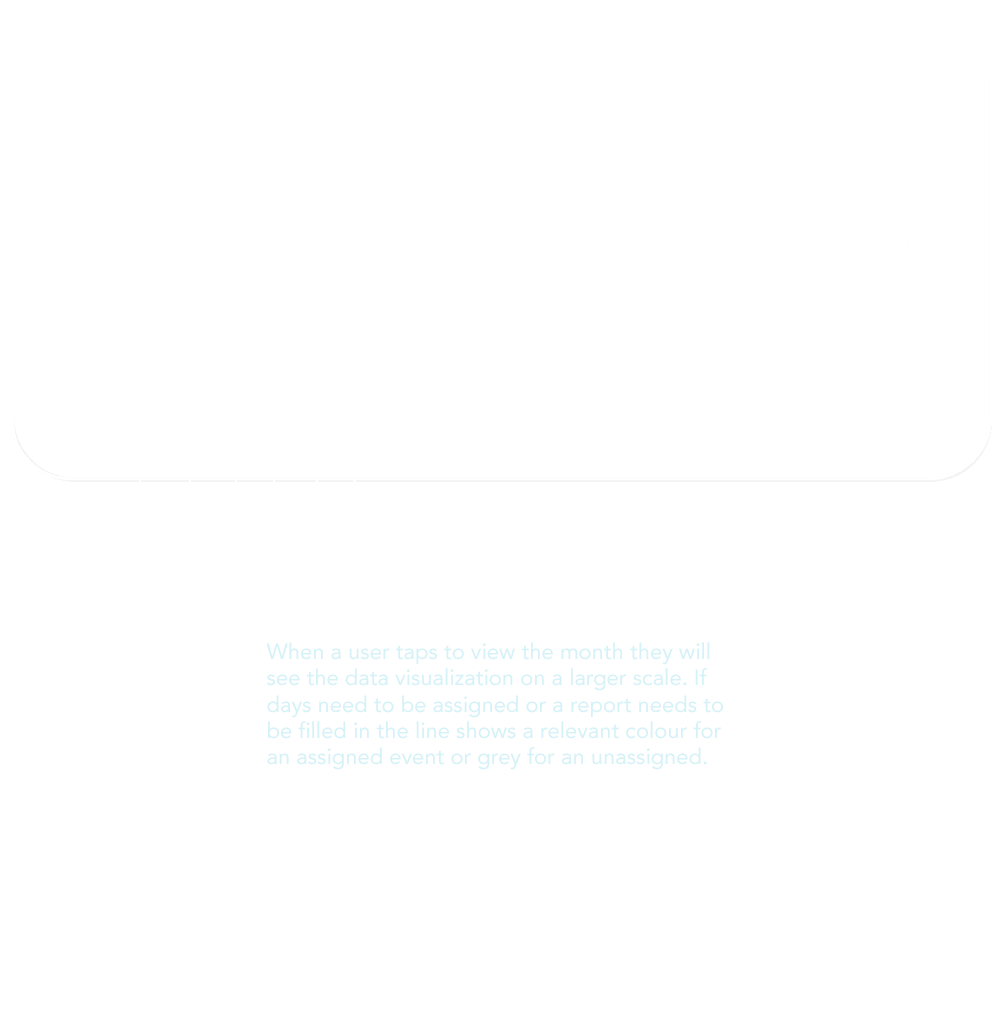 When a user taps to view the month they will
see the data visualization on a larger scale. If
days need to be assigned or a report needs to
be filled in the line shows a relevant colour for
an assigned event or grey for an unassigned.